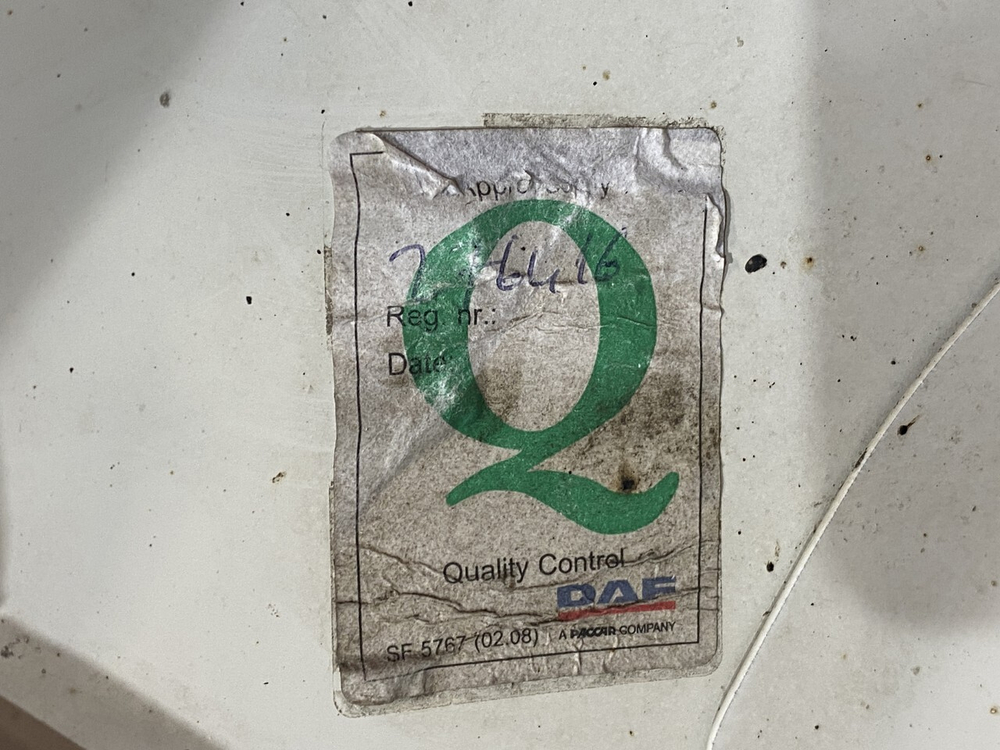 Q
Reg nr.:
Date:
Quality Control
DAF
SF 5767 (02.08)
A PACCAR COMPANY